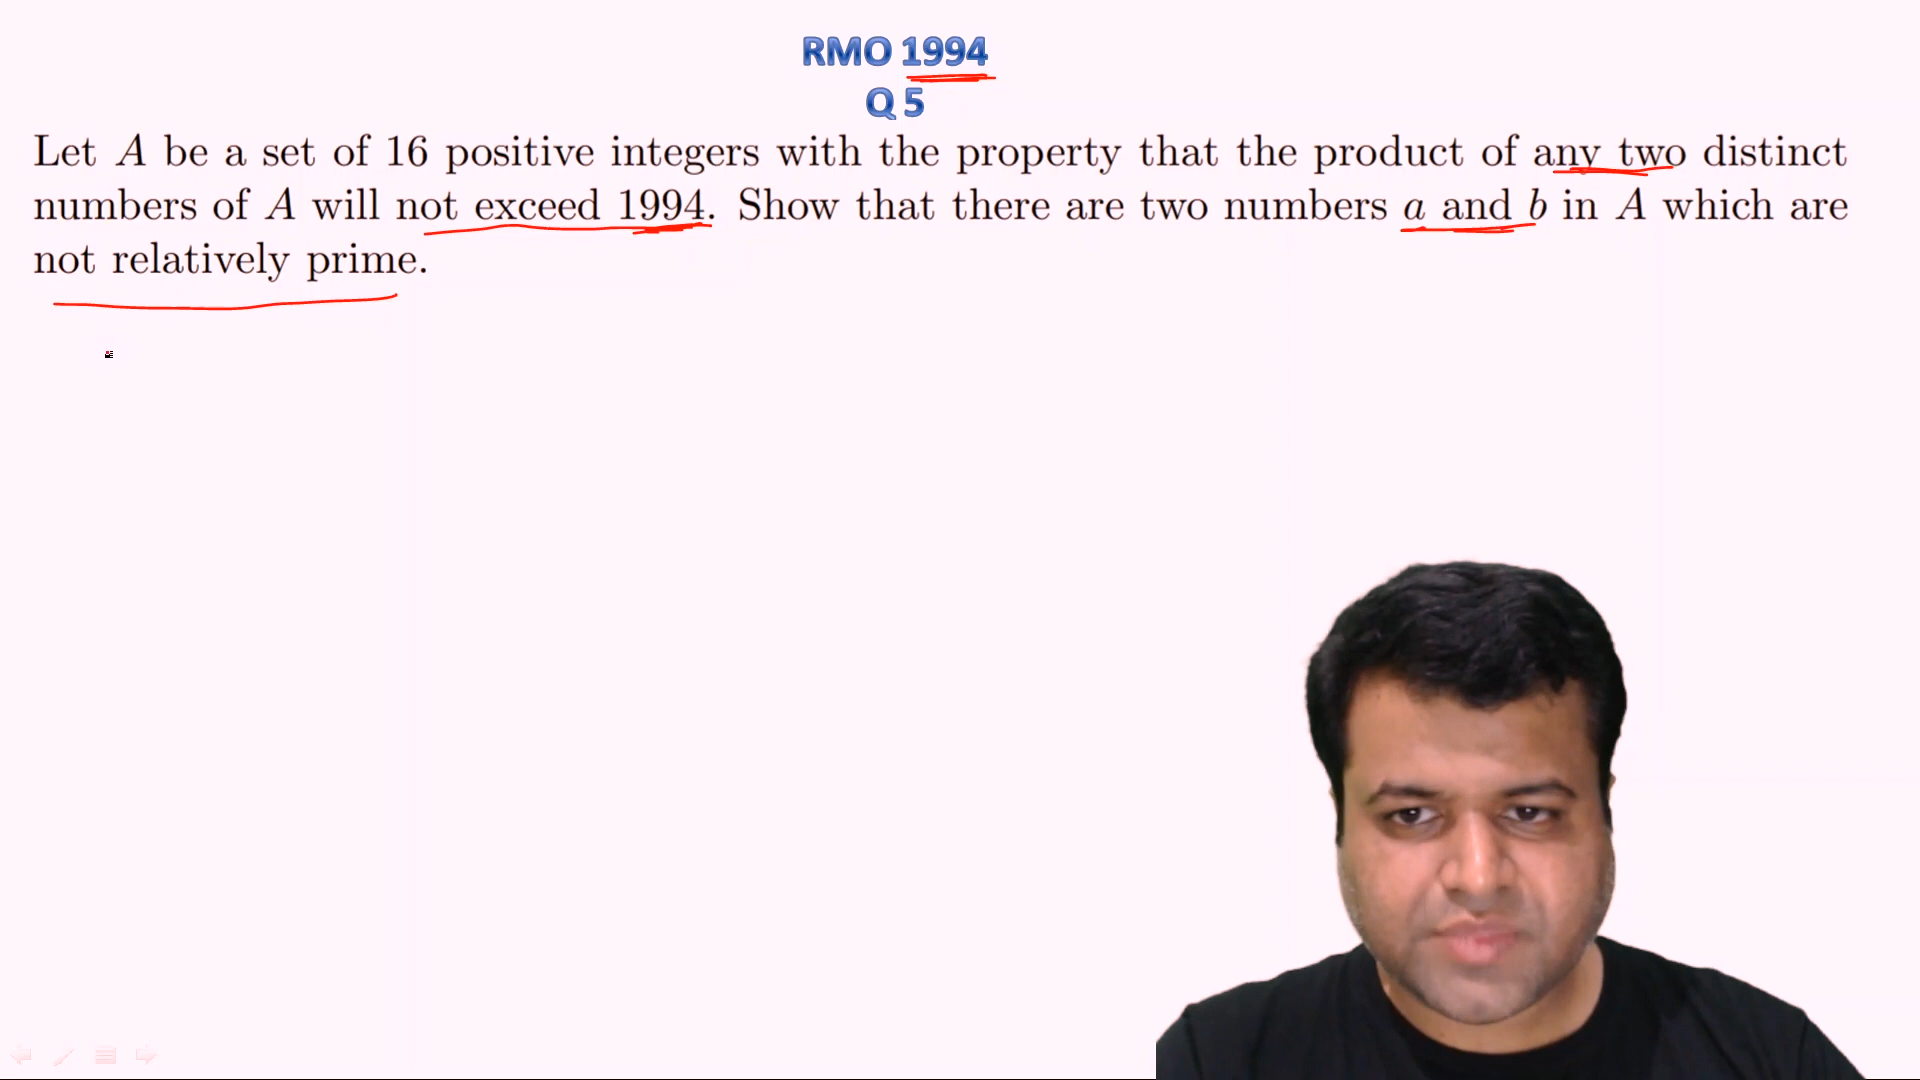 RMO 1994
Q 5
Let A be a set of 16 positive integers with the property that the product of any two distinct
numbers of A will not exceed 1994. Show that there are two numbers a and b in A which are
not relatively prime.